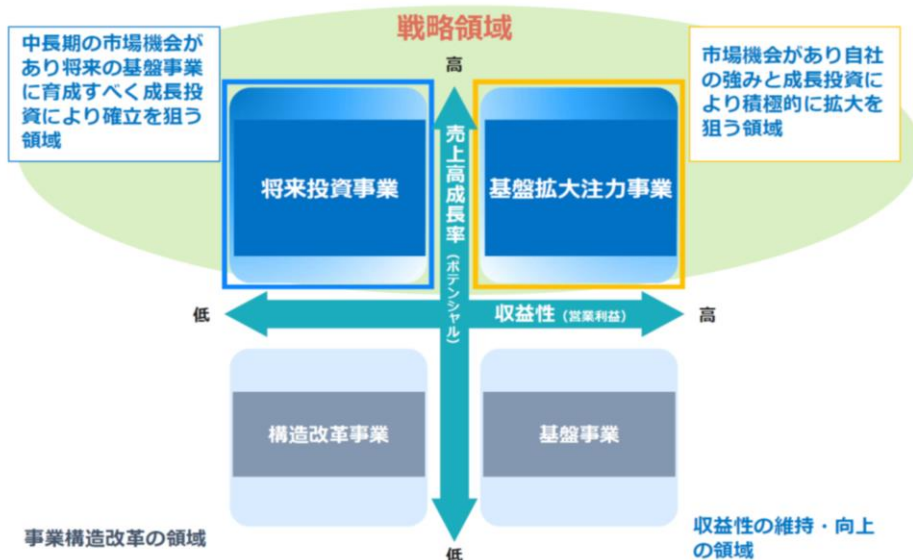 戦略領域
中長期の市場機会が
あり将来の基盤事業
に育成すべく成長投
資により確立を狙う
領域
高
市場機会があり自社
の強みと成長投資に
より積極的に拡大を
狙う領域
将来投資事業
売上高成長率(ポテンシャル)
基盤拡大注力事業
低
収益性(営業利益)
高
構造改革事業
基盤事業
事業構造改革の領域
低
収益性の維持・向上
の領域